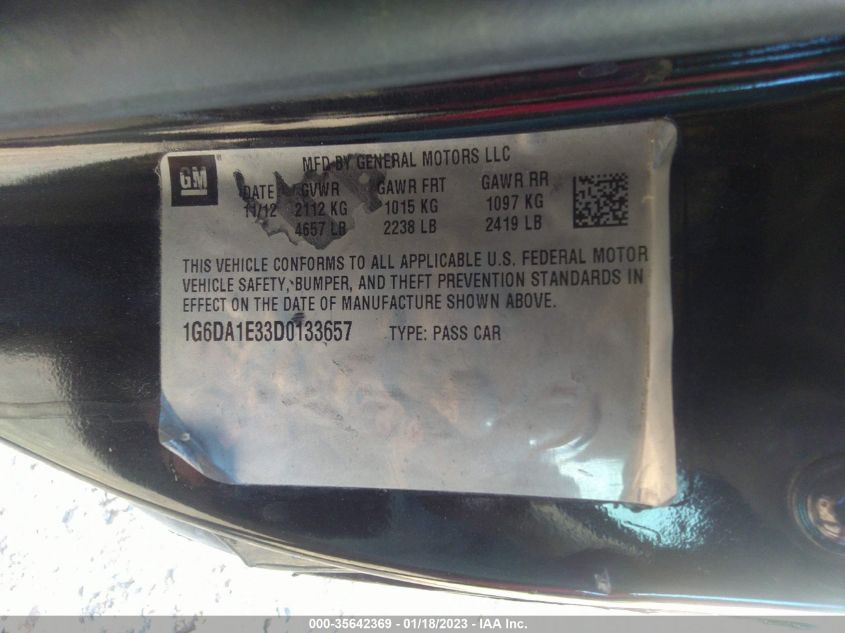 MFD BY GENERAL MOTORS LLC
GM ®
DATE GVWR GAWR FRT GAWR RR
11/12 2112 KG 1015 KG 1097 KG
4657 LB 2238 LB 2419 LB
THIS VEHICLE CONFORMS TO ALL APPLICABLE U.S. FEDERAL MOTOR
VEHICLE SAFETY, BUMPER, AND THEFT PREVENTION STANDARDS IN
EFFECT ON THE DATE OF MANUFACTURE SHOWN ABOVE.
1G6DA1E33D0133657 TYPE: PASS CAR
000-35642369 - 01/18/2023 - IAA Inc.